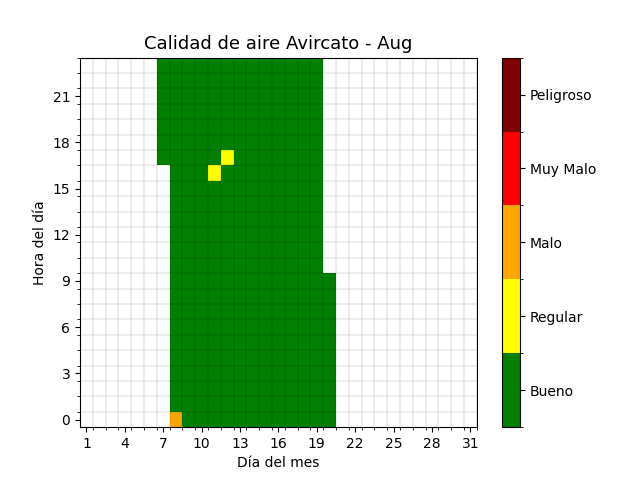 Calidad de aire Avircato - Aug
Hora del día
21
18
15
12
9
6
3
0
1 4 7 10 13 16 19 22 25 28 31
Día del mes
Peligroso
Muy Malo
Malo
Regular
Bueno